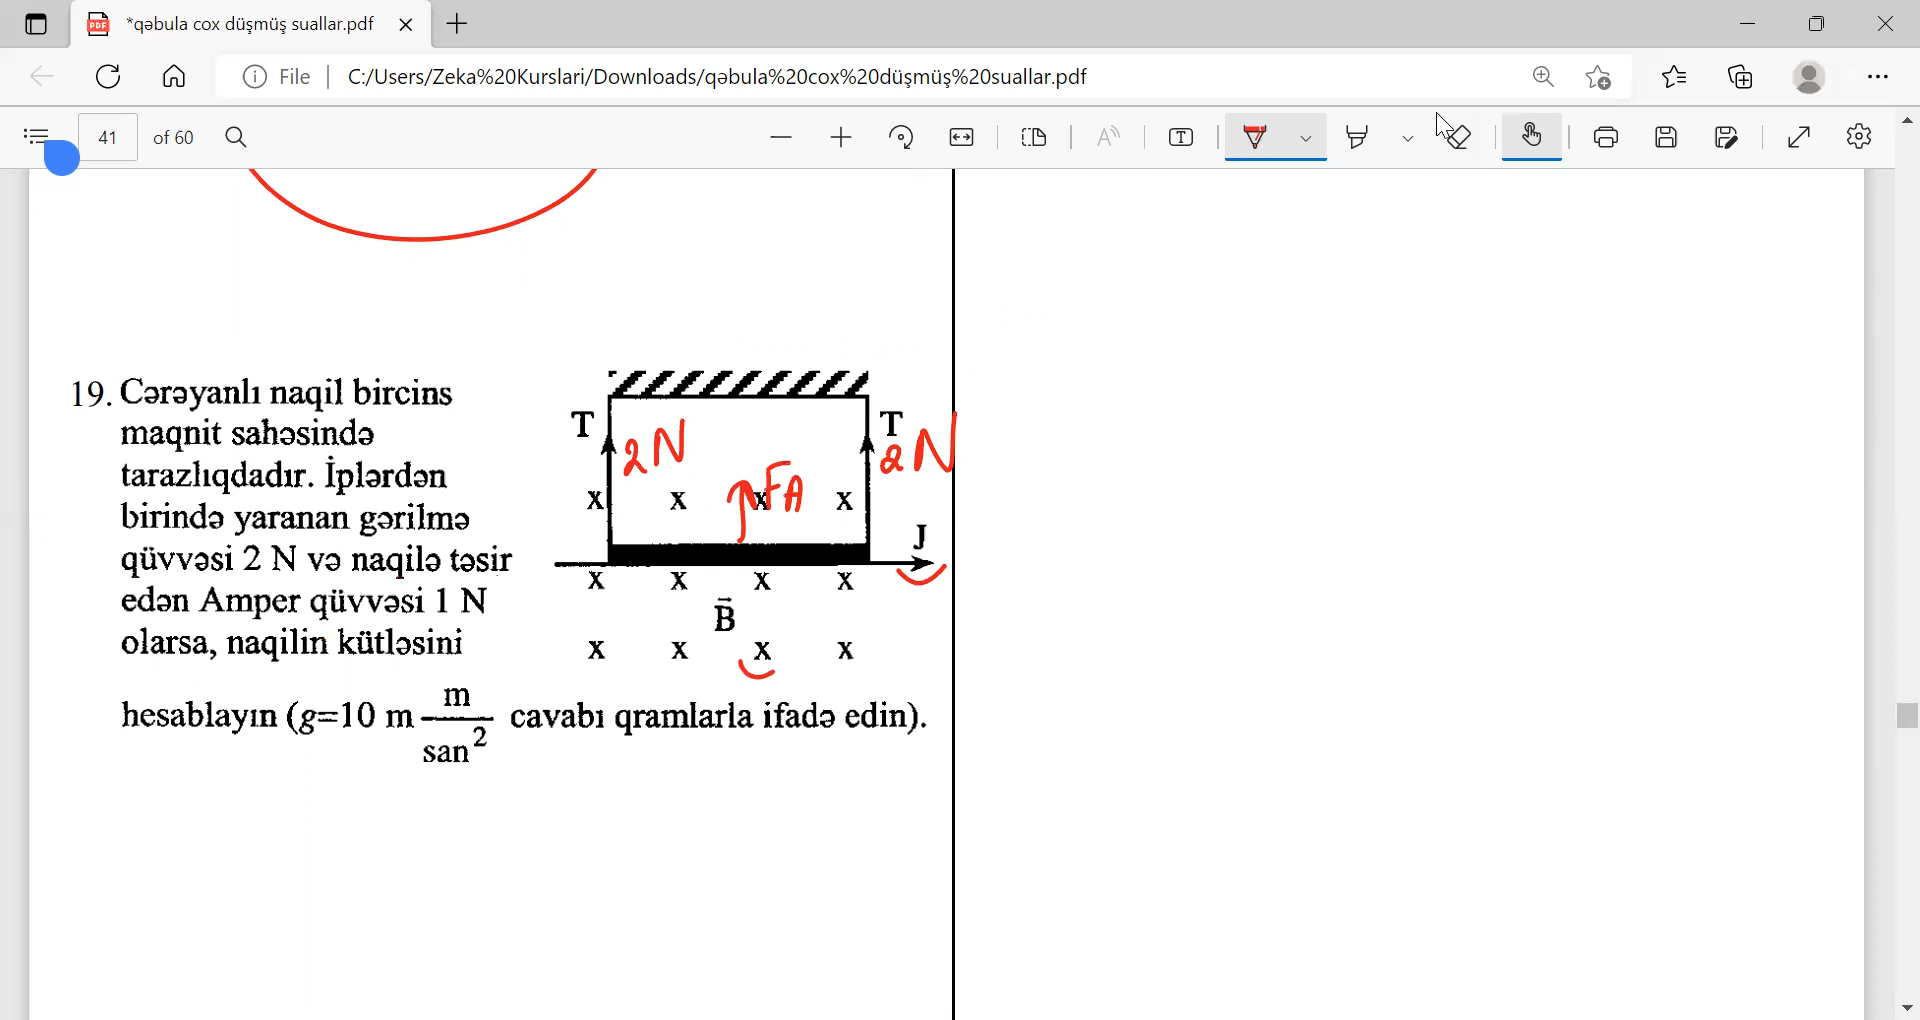 *qəbula cox düşmüş suallar.pdf
File C:/Users/Zeka%20Kurslari/Downloads/qəbula%20cox%20düşmüş%20suallar.pdf
41 of 60
19. Cərəyanlı naqil bircins
maqnit sahəsində
tarazlıqdadır. İplərdən
birində yaranan gərilmə
qüvvəsi 2 N və naqilə təsir
edən Amper qüvvəsi 1 N
olarsa, naqilin kütləsini
hesablayın (g=10 m m/san² cavabı qramlarla ifadə edin).
T T
2N 2N
FA
x x x x
J
x x x x
B⃗
x x x x